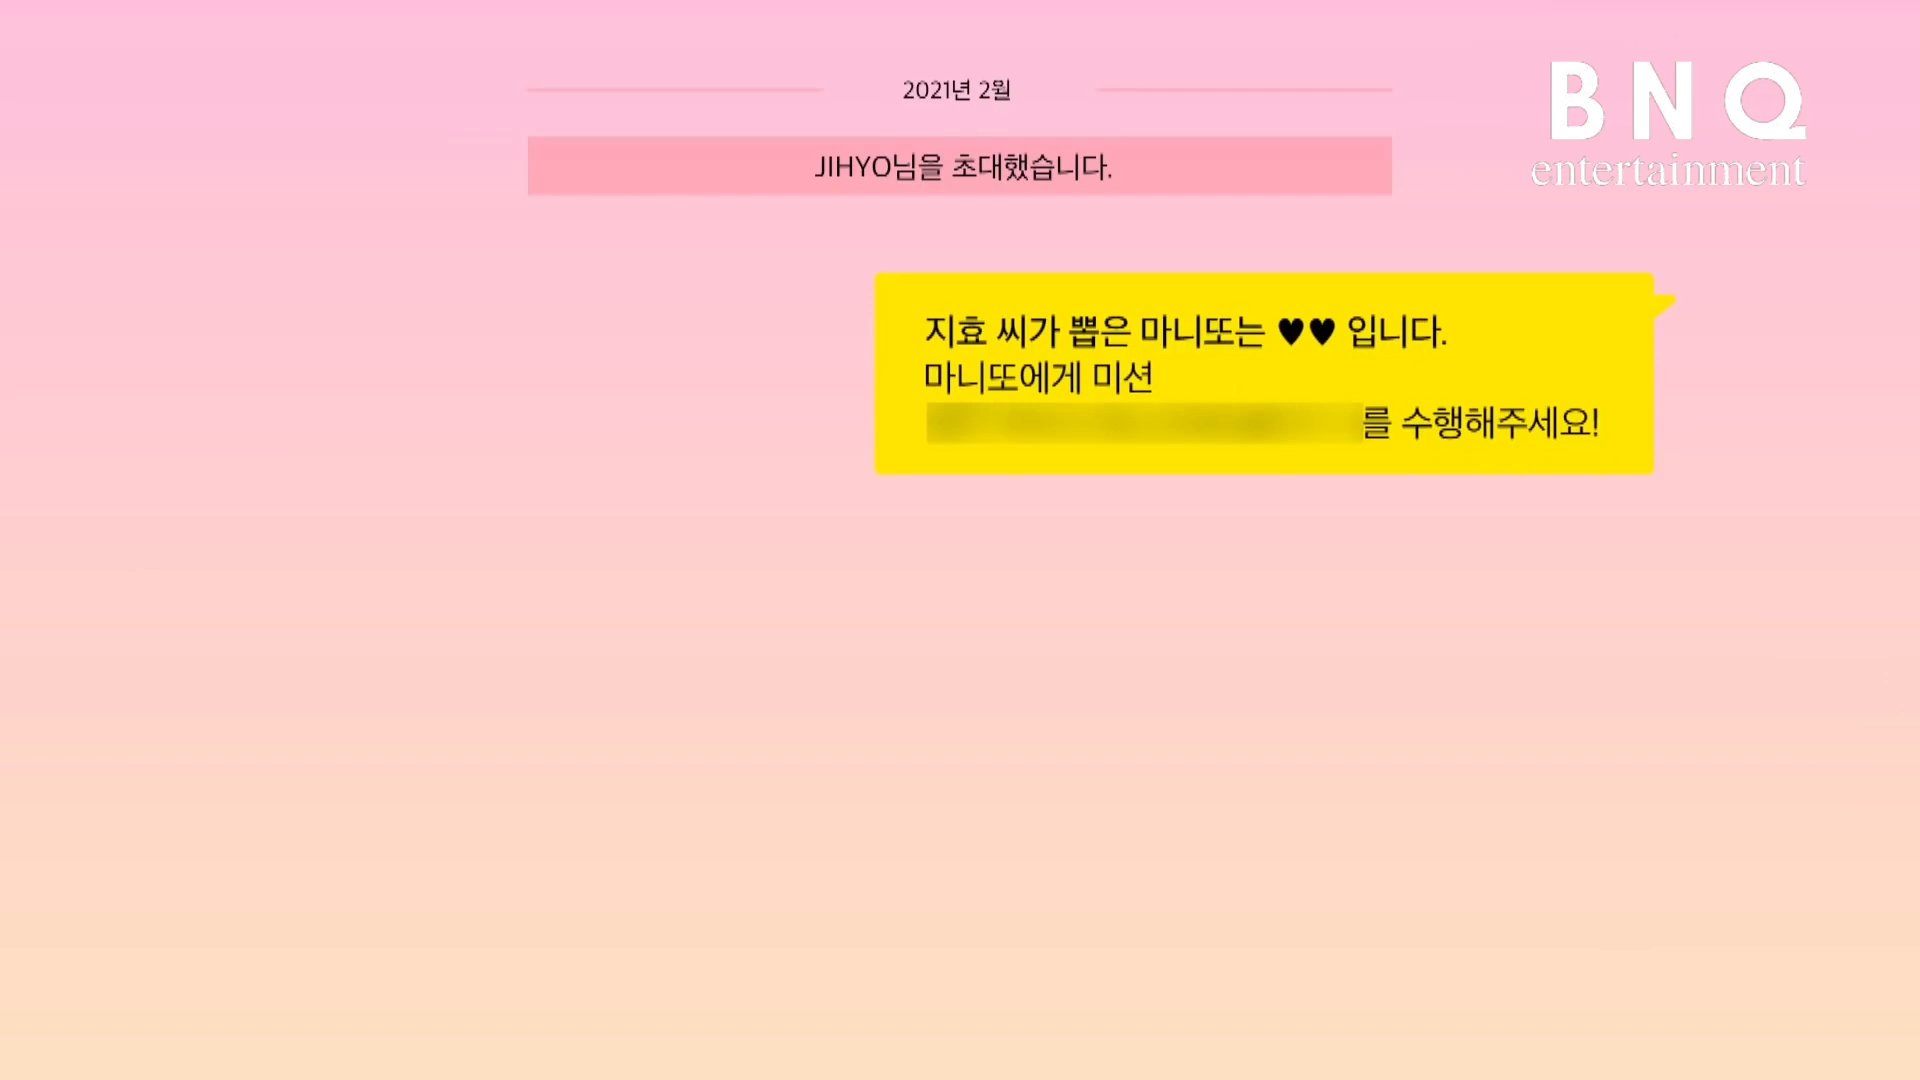 2021년 2월
BNQ
entertainment
JIHYO님을 초대했습니다.
지효 씨가 뽑은 마니또는 ♥♥ 입니다.
마니또에게 미션
를 수행해주세요!